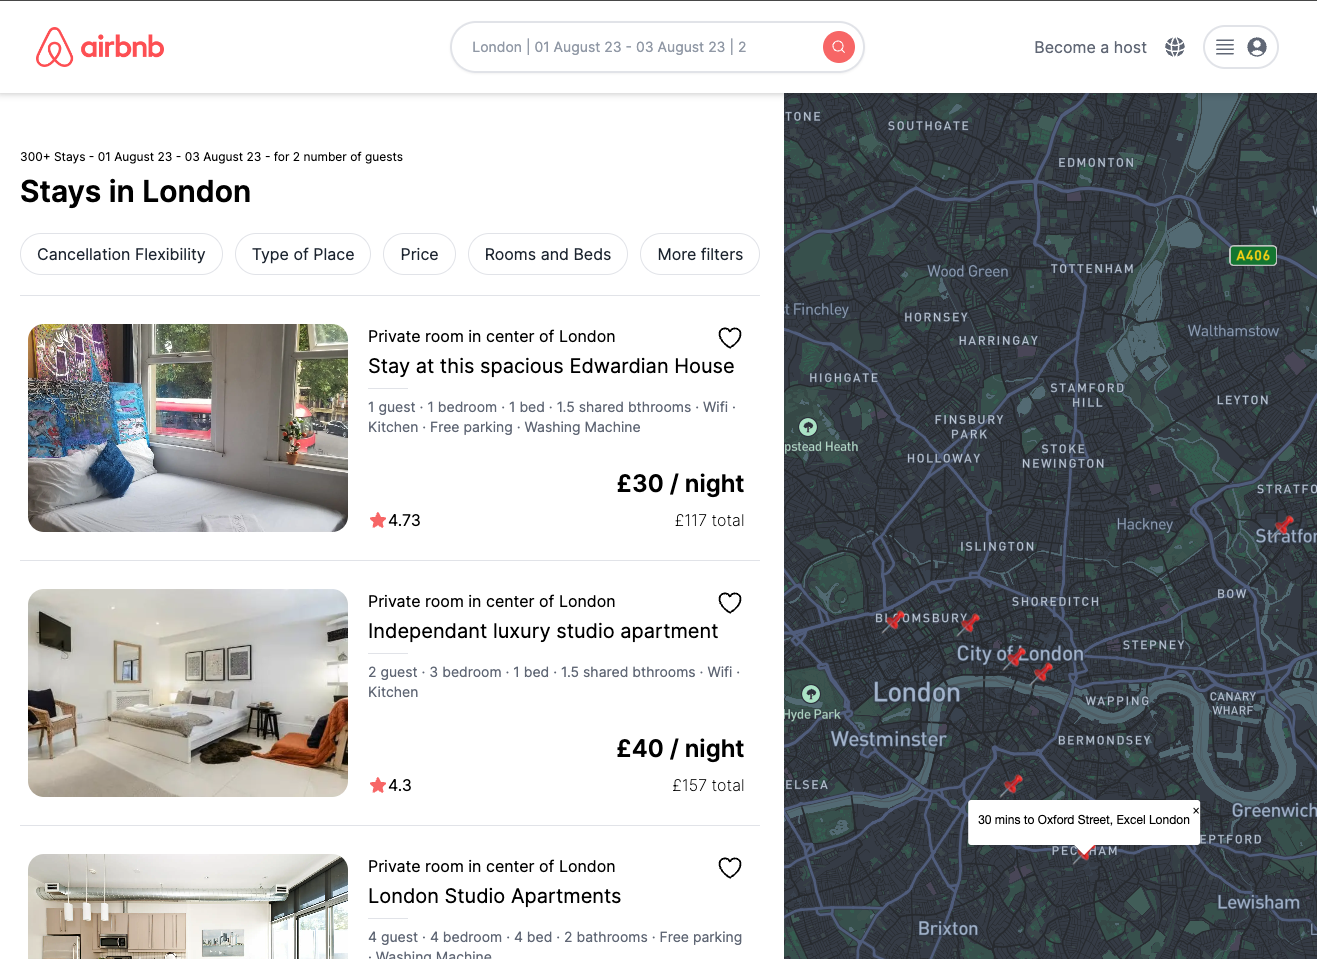 airbnb
London | 01 August 23 - 03 August 23 | 2
Become a host
300+ Stays - 01 August 23 - 03 August 23 - for 2 number of guests
Stays in London
Cancellation Flexibility
Type of Place
Price
Rooms and Beds
More filters
Private room in center of London
Stay at this spacious Edwardian House
1 guest · 1 bedroom · 1 bed · 1.5 shared bthrooms · Wifi ·
Kitchen · Free parking · Washing Machine
£30 / night
4.73
£117 total
Private room in center of London
Independant luxury studio apartment
2 guest · 3 bedroom · 1 bed · 1.5 shared bthrooms · Wifi ·
Kitchen
£40 / night
4.3
£157 total
Private room in center of London
London Studio Apartments
4 guest · 4 bedroom · 4 bed · 2 bathrooms · Free parking
· Washing Machine
TONE
SOUTHGATE
EDMONTON
A406
Wood Green
TOTTENHAM
t Finchley
HORNSEY
Walthamstow
HARRINGAY
HIGHGATE
STAMFORD
HILL
LEYTON
FINSBURY
PARK
pstead Heath
HOLLOWAY
STOKE
NEWINGTON
STRATFO
Hackney
Stratfor
ISLINGTON
BOW
SHOREDITCH
BLOOMSBURY
STEPNEY
City of London
London
CANARY
WHARF
WAPPING
Hyde Park
Westminster
BERMONDSEY
ELSEA
Greenwich
30 mins to Oxford Street, Excel London
×
EPTFORD
PECKHAM
Lewisham
Brixton